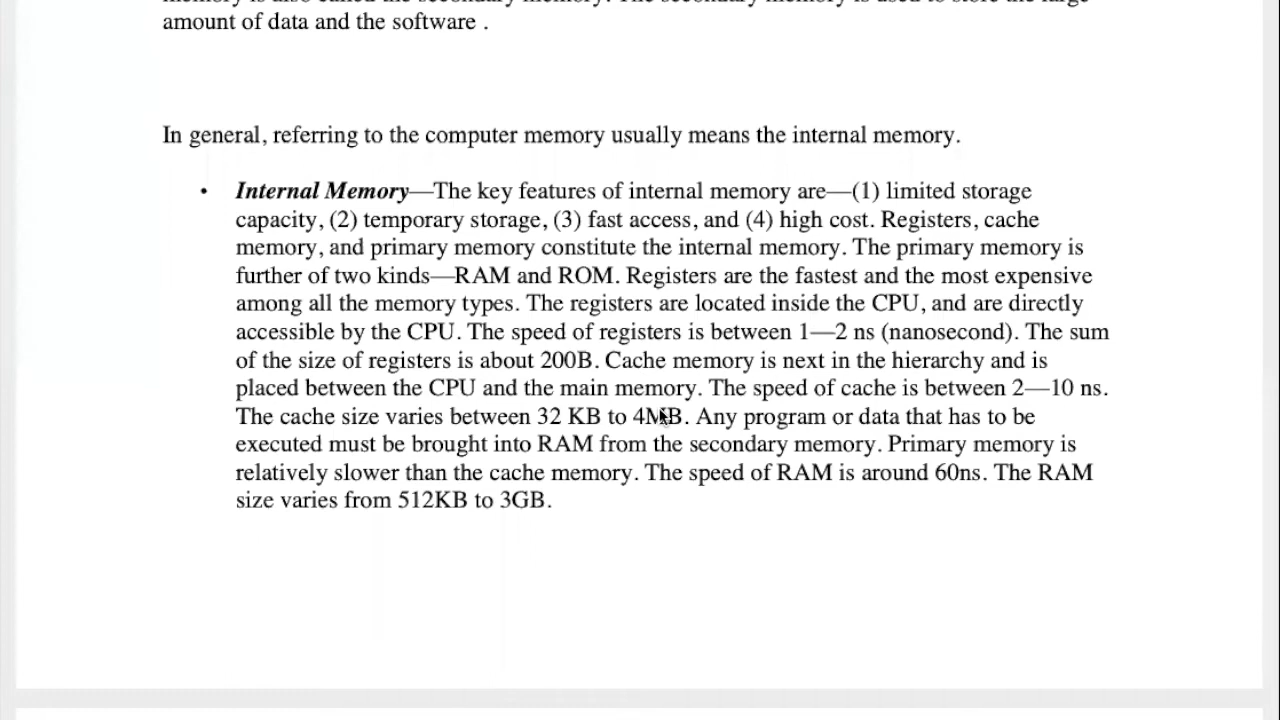 amount of data and the software .
In general, referring to the computer memory usually means the internal memory.
• Internal Memory—The key features of internal memory are—(1) limited storage
capacity, (2) temporary storage, (3) fast access, and (4) high cost. Registers, cache
memory, and primary memory constitute the internal memory. The primary memory is
further of two kinds—RAM and ROM. Registers are the fastest and the most expensive
among all the memory types. The registers are located inside the CPU, and are directly
accessible by the CPU. The speed of registers is between 1—2 ns (nanosecond). The sum
of the size of registers is about 200B. Cache memory is next in the hierarchy and is
placed between the CPU and the main memory. The speed of cache is between 2—10 ns.
The cache size varies between 32 KB to 4MB. Any program or data that has to be
executed must be brought into RAM from the secondary memory. Primary memory is
relatively slower than the cache memory. The speed of RAM is around 60ns. The RAM
size varies from 512KB to 3GB.